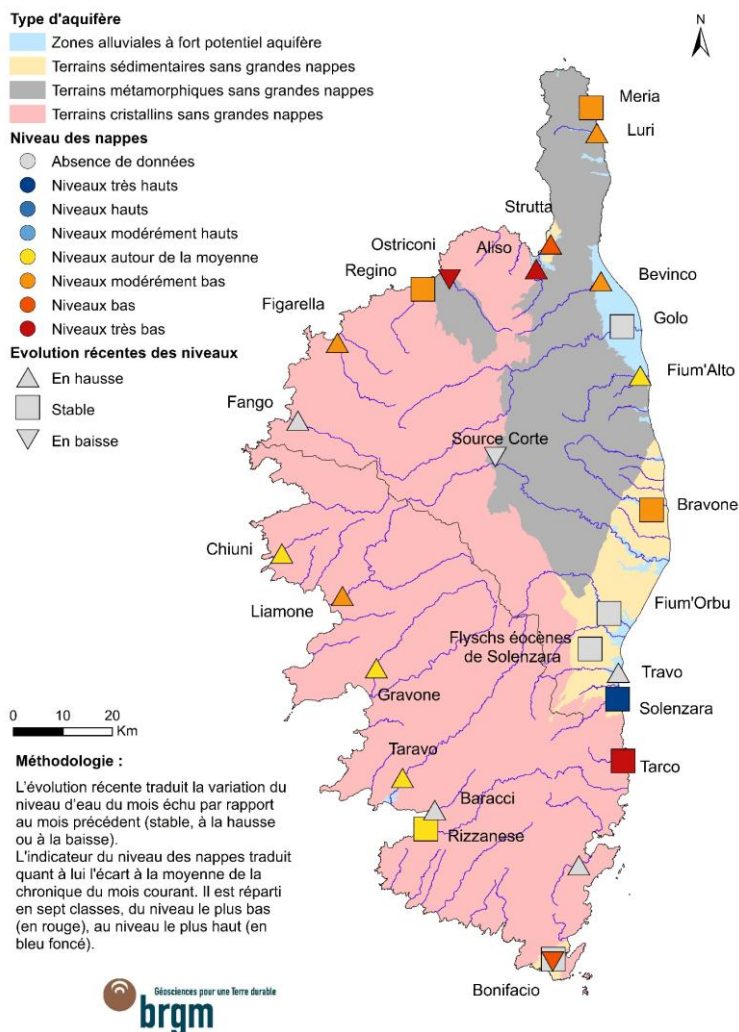 Type d'aquifère
Zones alluviales à fort potentiel aquifère
Terrains sédimentaires sans grandes nappes
Terrains métamorphiques sans grandes nappes
Terrains cristallins sans grandes nappes
Niveau des nappes
Absence de données
Niveaux très hauts
Niveaux hauts
Niveaux modérément hauts
Niveaux autour de la moyenne
Niveaux modérément bas
Niveaux bas
Niveaux très bas
Evolution récentes des niveaux
En hausse
Stable
En baisse
N
Meria
Luri
Strutta
Ostriconi
Aliso
Regino
Bevinco
Figarella
Golo
Fium'Alto
Fango
Source Corte
Bravone
Chiuni
Liamone
Fium'Orbu
Flyschs éocènes
de Solenzara
Travo
Gravone
Solenzara
Taravo
Tarco
Baracci
Rizzanese
Bonifacio
0 10 20
Km
Méthodologie :
L'évolution récente traduit la variation du
niveau d'eau du mois échu par rapport
au mois précédent (stable, à la hausse
ou à la baisse).
L'indicateur du niveau des nappes traduit
quant à lui l'écart à la moyenne de la
chronique du mois courant. Il est réparti
en sept classes, du niveau le plus bas
(en rouge), au niveau le plus haut (en
bleu foncé).
Géosciences pour une Terre durable
brgm